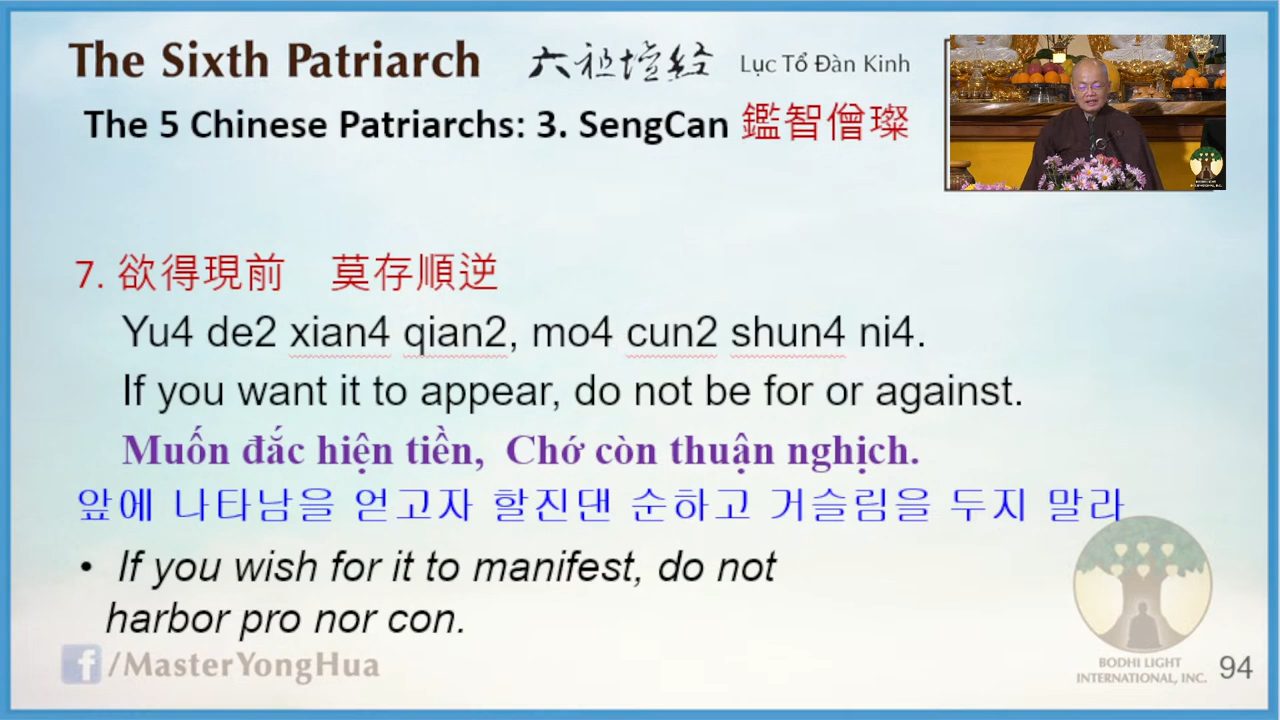 The Sixth Patriarch 六祖壇経 Lục Tổ Đàn Kinh
The 5 Chinese Patriarchs: 3. SengCan 鑑智僧璨
7. 欲得現前 莫存順逆
Yu4 de2 xian4 qian2, mo4 cun2 shun4 ni4.
If you want it to appear, do not be for or against.
Muốn đắc hiện tiền, Chớ còn thuận nghịch.
앞에 나타남을 얻고자 할진댄 순하고 거슬림을 두지 말라
• If you wish for it to manifest, do not
harbor pro nor con.
f/MasterYongHua
BODHI LIGHT
INTERNATIONAL, INC.
94